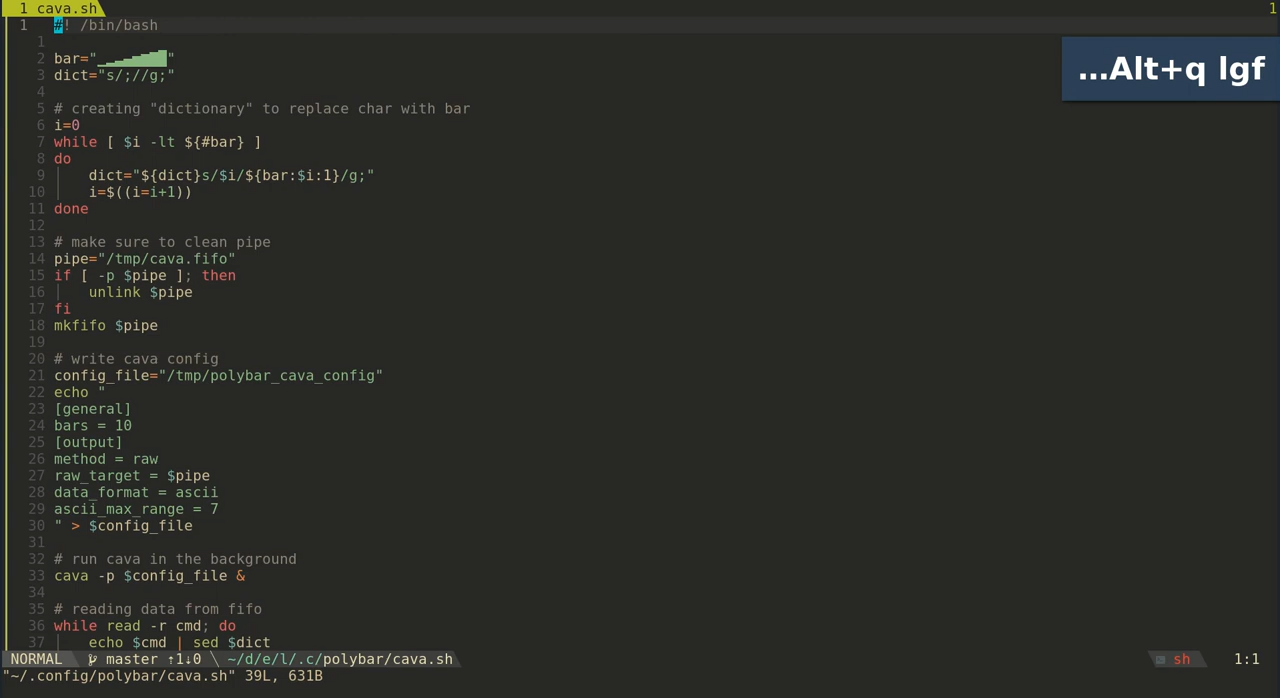 1 cava.sh 1
1 #! /bin/bash
1
2 bar="▁▂▃▄▅▆▇█"
3 dict="s/;//g;"
4
5 # creating "dictionary" to replace char with bar
6 i=0
7 while [ $i -lt ${#bar} ]
8 do
9 dict="${dict}s/$i/${bar:$i:1}/g;"
10 i=$((i=i+1))
11 done
12
13 # make sure to clean pipe
14 pipe="/tmp/cava.fifo"
15 if [ -p $pipe ]; then
16 unlink $pipe
17 fi
18 mkfifo $pipe
19
20 # write cava config
21 config_file="/tmp/polybar_cava_config"
22 echo "
23 [general]
24 bars = 10
25 [output]
26 method = raw
27 raw_target = $pipe
28 data_format = ascii
29 ascii_max_range = 7
30 " > $config_file
31
32 # run cava in the background
33 cava -p $config_file &
34
35 # reading data from fifo
36 while read -r cmd; do
37 echo $cmd | sed $dict
NORMAL master ⇡1⇣0 ~/d/e/l/.c/polybar/cava.sh sh 1:1
"~/.config/polybar/cava.sh" 39L, 631B
...Alt+q lgf